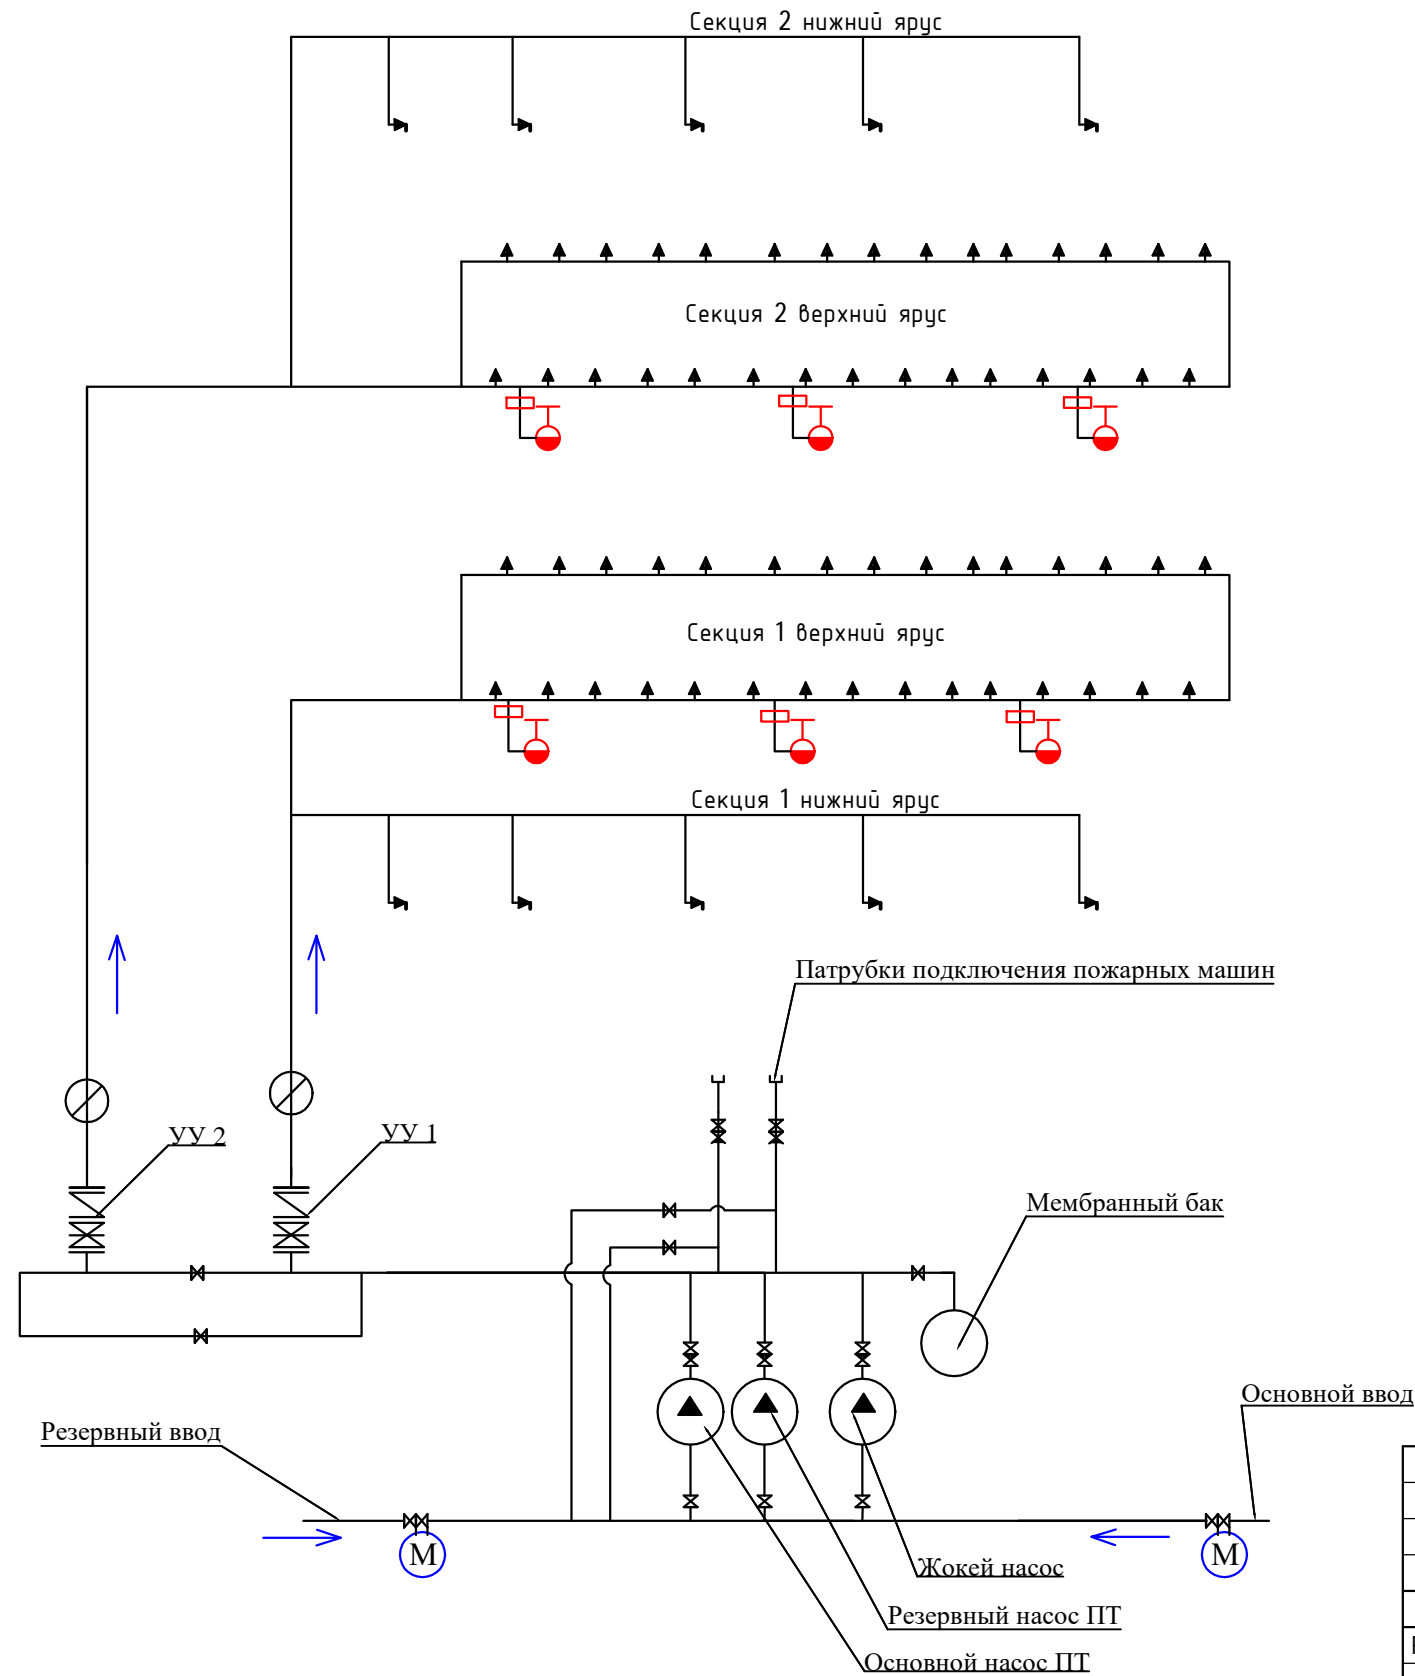 Секция 2 нижний ярус
Секция 2 верхний ярус
Секция 1 верхний ярус
Секция 1 нижний ярус
Патрубки подключения пожарных машин
УУ 2
УУ 1
Мембранный бак
Основной ввод
Резервный ввод
М
М
Жокей насос
Резервный насос ПТ
Основной насос ПТ